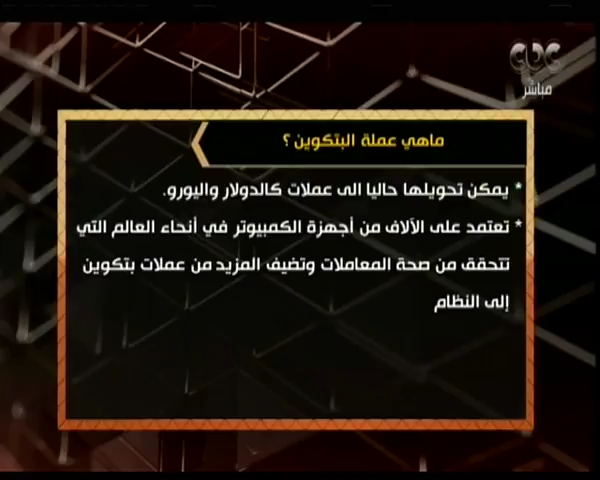 cbc
مباشر
ماهي عملة البتكوين ؟
* يمكن تحويلها حاليا الى عملات كالدولار واليورو.
* تعتمد على الآلاف من أجهزة الكمبيوتر في أنحاء العالم التي
تتحقق من صحة المعاملات وتضيف المزيد من عملات بتكوين
إلى النظام